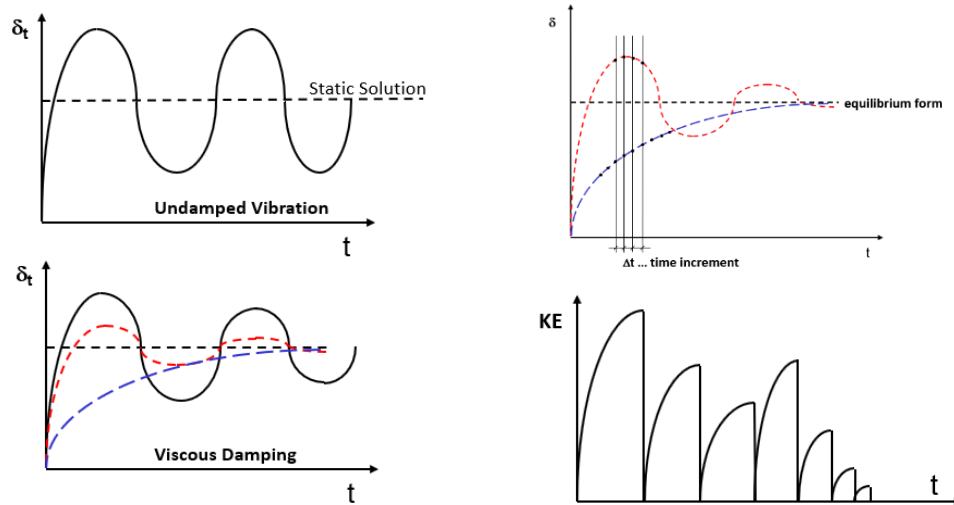 δt
Static Solution
Undamped Vibration
t
δ
equilibrium form
t
Δt ... time increment
δt
Viscous Damping
t
KE
t